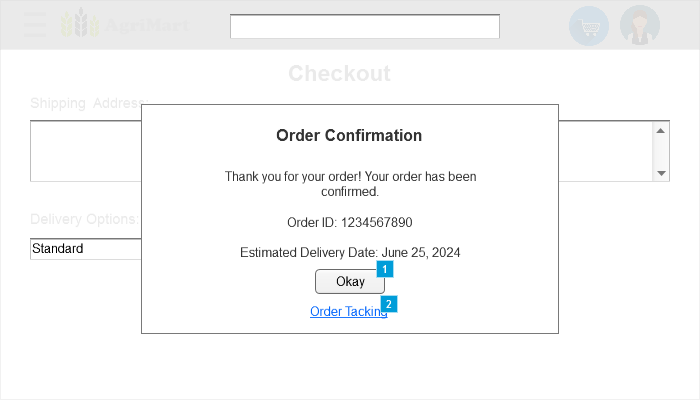 AgriMart
Checkout
Shipping Address:
Order Confirmation
Thank you for your order! Your order has been
confirmed.
Order ID: 1234567890
Delivery Options:
Standard
Estimated Delivery Date: June 25, 2024
1
Okay
2
Order Tacking